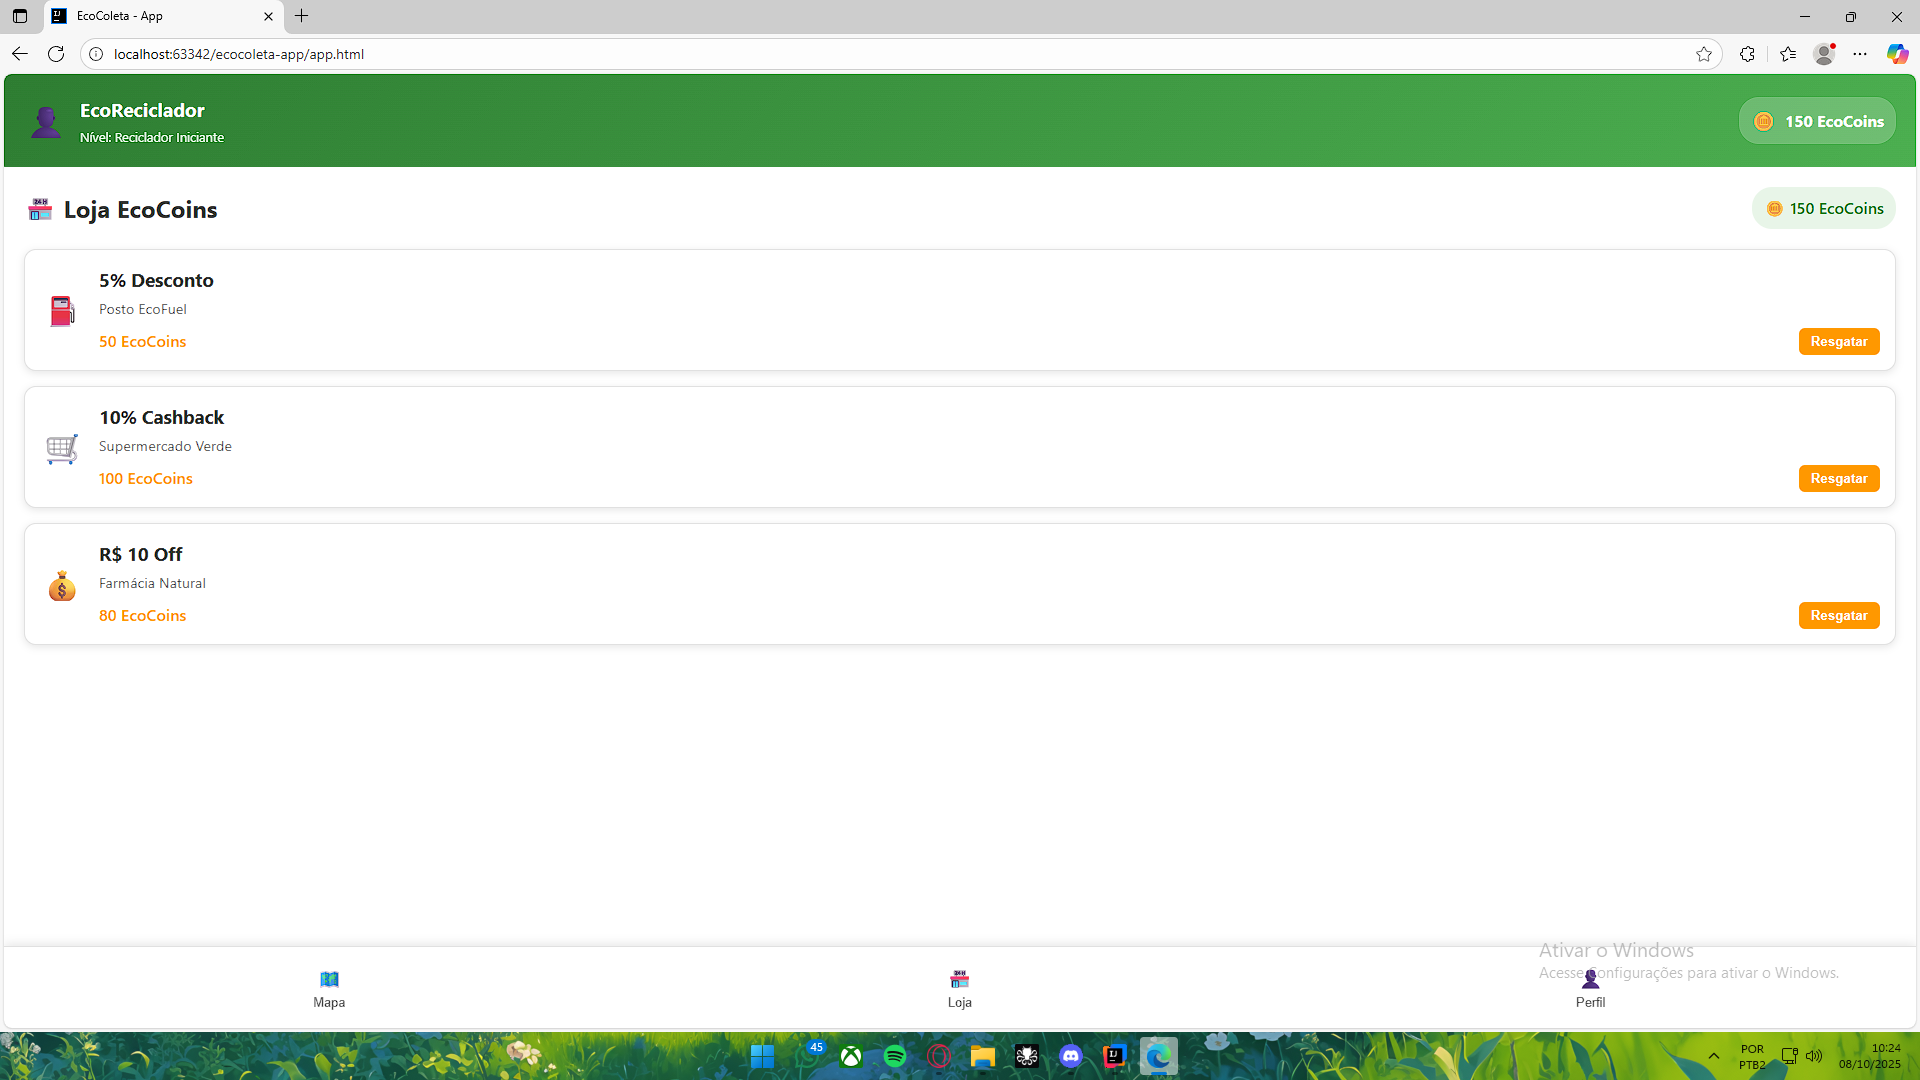 EcoColeta - App
localhost:63342/ecocoleta-app/app.html
EcoReciclador
Nível: Reciclador Iniciante
150 EcoCoins
Loja EcoCoins
150 EcoCoins
5% Desconto
Posto EcoFuel
50 EcoCoins
Resgatar
10% Cashback
Supermercado Verde
100 EcoCoins
Resgatar
R$ 10 Off
Farmácia Natural
80 EcoCoins
Resgatar
Ativar o Windows
Acesse Configurações para ativar o Windows.
Mapa
Loja
Perfil
45
POR
PTB2
10:24
08/10/2025